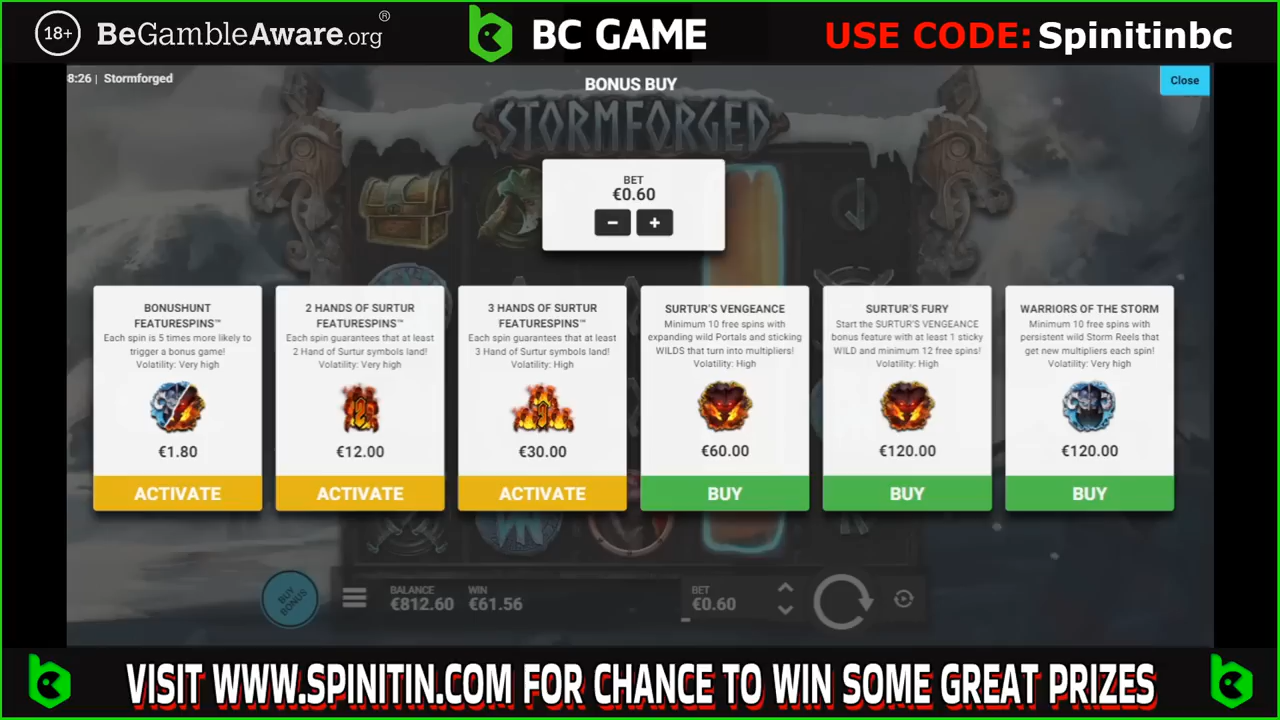 18+ BeGambleAware.org® BC GAME USE CODE: Spinitinbc
8:26 | Stormforged
BONUS BUY
Close
STORMFORGED
BET
€0.60
− +
BONUSHUNT
FEATURESPINS™
Each spin is 5 times more likely to
trigger a bonus game!
Volatility: Very high
€1.80
ACTIVATE
2 HANDS OF SURTUR
FEATURESPINS™
Each spin guarantees that at least
2 Hand of Surtur symbols land!
Volatility: Very high
2
€12.00
ACTIVATE
3 HANDS OF SURTUR
FEATURESPINS™
Each spin guarantees that at least
3 Hand of Surtur symbols land!
Volatility: High
3
€30.00
ACTIVATE
SURTUR'S VENGEANCE
Minimum 10 free spins with
expanding wild Portals and sticking
WILDS that turn into multipliers!
Volatility: High
€60.00
BUY
SURTUR'S FURY
Start the SURTUR'S VENGEANCE
bonus feature with at least 1 sticky
WILD and minimum 12 free spins!
Volatility: High
€120.00
BUY
WARRIORS OF THE STORM
Minimum 10 free spins with
persistent wild Storm Reels that
get new multipliers each spin!
Volatility: Very high
€120.00
BUY
BUY
BONUS
BALANCE
€812.60
WIN
€61.56
BET
€0.60
VISIT WWW.SPINITIN.COM FOR CHANCE TO WIN SOME GREAT PRIZES